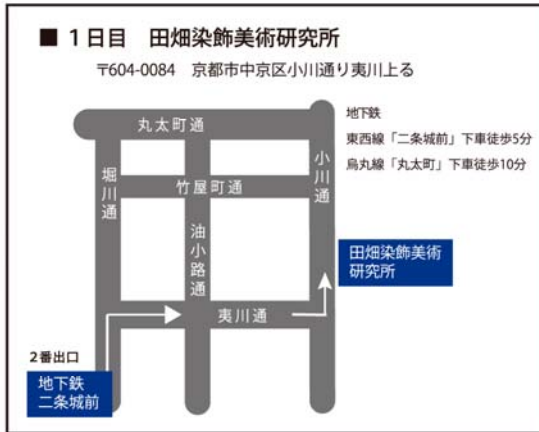 ■ 1日目 田畑染飾美術研究所
〒604-0084 京都市中京区小川通り夷川上る
地下鉄
東西線「二条城前」下車徒歩5分
烏丸線「丸太町」下車徒歩10分
丸太町通
小川通
堀川通
竹屋町通
油小路通
田畑染飾美術
研究所
夷川通
2番出口
地下鉄
二条城前